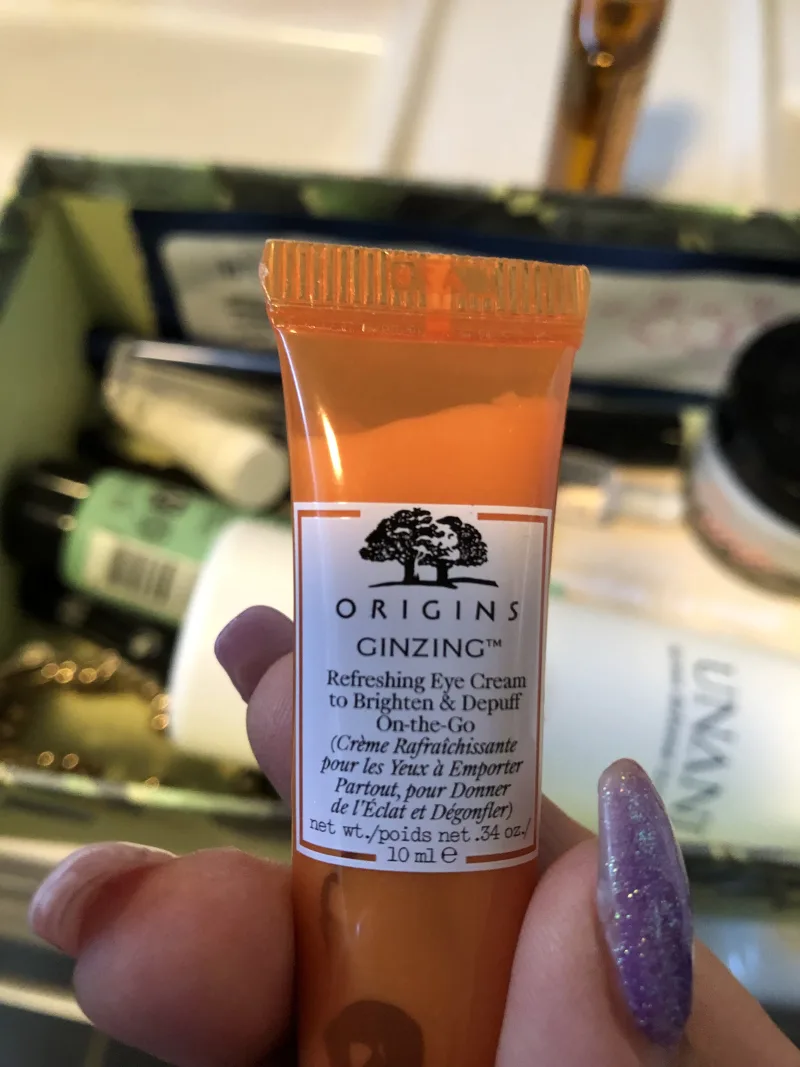 ORIGINS
GINZING™
Refreshing Eye Cream
to Brighten & Depuff
On-the-Go
(Crème Rafraîchissante
pour les Yeux à Emporter
Partout, pour Donner
de l'Éclat et Dégonfler)
net wt./poids net .34 oz./
10 ml ℮
UNANI